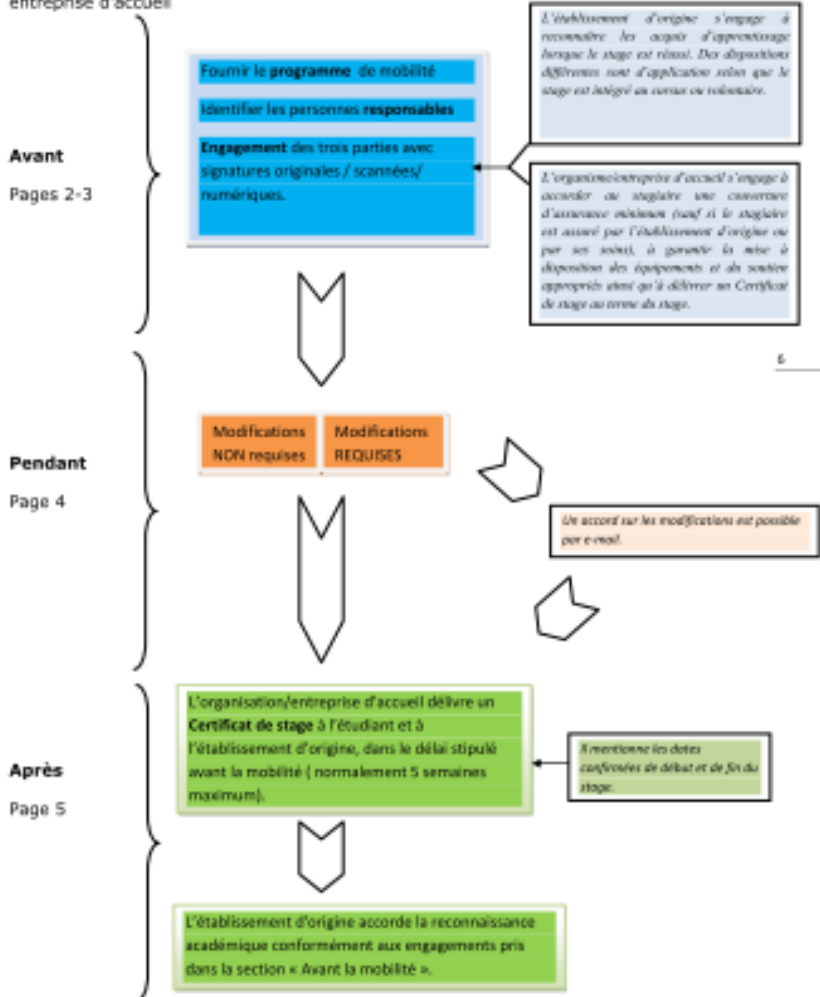 entreprise d'accueil
L'établissement d'origine s'engage à
reconnaître les acquis d'apprentissage
lorsque le stage est réussi. Des dispositions
différentes sont d'application selon que le
stage est intégré au cursus ou volontaire.
Fournir le programme de mobilité
Identifier les personnes responsables
Engagement des trois parties avec
signatures originales / scannées/
numériques.
Avant
Pages 2-3
L'organisme/entreprise d'accueil s'engage à
accorder au stagiaire une couverture
d'assurance minimum (sauf si le stagiaire
est assuré par l'établissement d'origine ou
par ses soins), à garantir la mise à
disposition des équipements et du soutien
appropriés ainsi qu'à délivrer un Certificat
de stage au terme du stage.
6
Modifications
NON requises
Modifications
REQUISES
Pendant
Page 4
Un accord sur les modifications est possible
par e-mail.
L'organisation/entreprise d'accueil délivre un
Certificat de stage à l'étudiant et à
l'établissement d'origine, dans le délai stipulé
avant la mobilité ( normalement 5 semaines
maximum).
Il mentionne les dates
confirmées de début et de fin du
stage.
Après
Page 5
L'établissement d'origine accorde la reconnaissance
académique conformément aux engagements pris
dans la section « Avant la mobilité ».